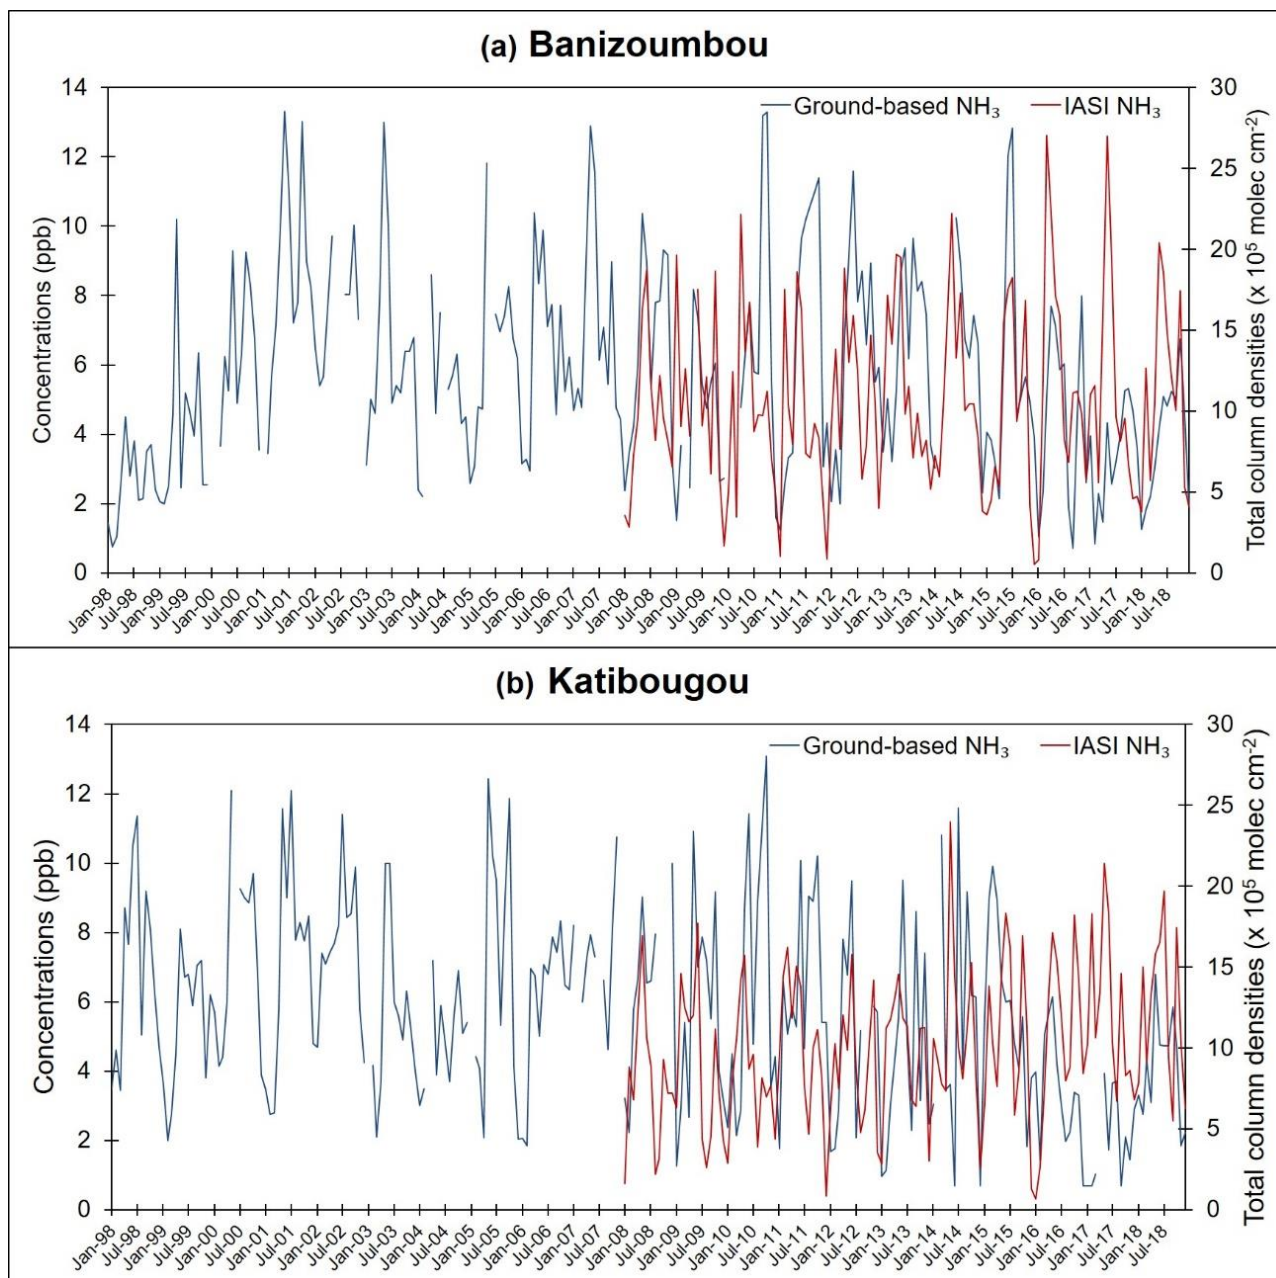 (a) Banizoumbou
Ground-based NH₃
IASI NH₃
Concentrations (ppb)
14
12
10
8
6
4
2
0
30
25
20
15
10
5
0
Total column densities (x 10⁵ molec cm⁻²)
Jan-98 Jul-98 Jan-99 Jul-99 Jan-00 Jul-00 Jan-01 Jul-01 Jan-02 Jul-02 Jan-03 Jul-03 Jan-04 Jul-04 Jan-05 Jul-05 Jan-06 Jul-06 Jan-07 Jul-07 Jan-08 Jul-08 Jan-09 Jul-09 Jan-10 Jul-10 Jan-11 Jul-11 Jan-12 Jul-12 Jan-13 Jul-13 Jan-14 Jul-14 Jan-15 Jul-15 Jan-16 Jul-16 Jan-17 Jul-17 Jan-18 Jul-18
(b) Katibougou
Ground-based NH₃
IASI NH₃
Concentrations (ppb)
14
12
10
8
6
4
2
0
30
25
20
15
10
5
0
Total column densities (x 10⁵ molec cm⁻²)
Jan-98 Jul-98 Jan-99 Jul-99 Jan-00 Jul-00 Jan-01 Jul-01 Jan-02 Jul-02 Jan-03 Jul-03 Jan-04 Jul-04 Jan-05 Jul-05 Jan-06 Jul-06 Jan-07 Jul-07 Jan-08 Jul-08 Jan-09 Jul-09 Jan-10 Jul-10 Jan-11 Jul-11 Jan-12 Jul-12 Jan-13 Jul-13 Jan-14 Jul-14 Jan-15 Jul-15 Jan-16 Jul-16 Jan-17 Jul-17 Jan-18 Jul-18